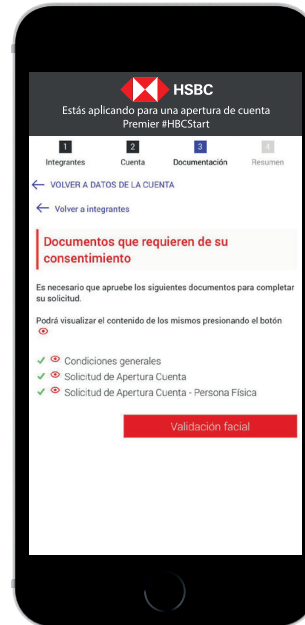 HSBC
Estás aplicando para una apertura de cuenta
Premier #HBCStart
1 2 3 4
Integrantes Cuenta Documentación Resumen
VOLVER A DATOS DE LA CUENTA
Volver a integrantes
Documentos que requieren de su
consentimiento
Es necesario que apruebe los siguientes documentos para completar
su solicitud.
Podrá visualizar el contenido de los mismos presionando el botón
Condiciones generales
Solicitud de Apertura Cuenta
Solicitud de Apertura Cuenta - Persona Física
Validación facial